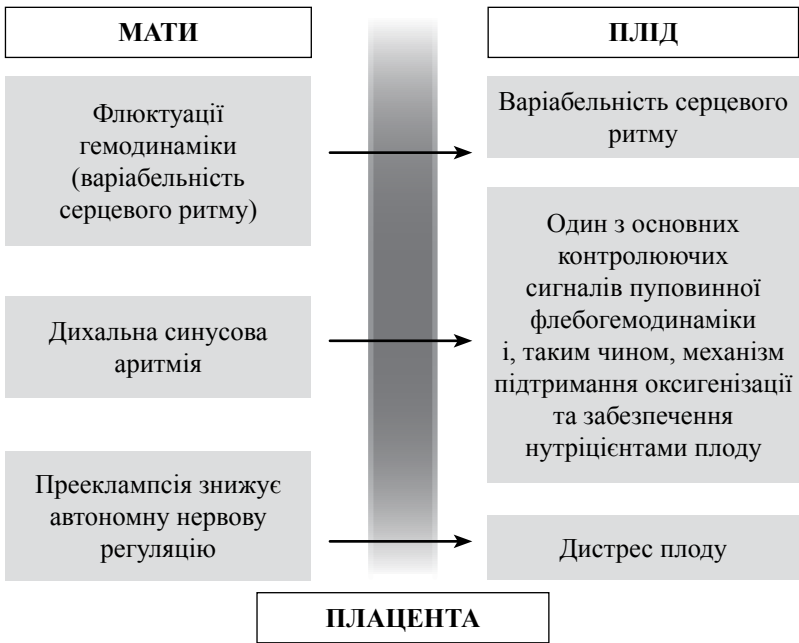 МАТИ
ПЛІД
Флюктуації
гемодинаміки
(варіабельність
серцевого ритму)
Варіабельність серцевого
ритму
Дихальна синусова
аритмія
Один з основних
контролюючих
сигналів пуповинної
флебогемодинаміки
і, таким чином, механізм
підтримання оксигенізації
та забезпечення
нутріцієнтами плоду
Прееклампсія знижує
автономну нервову
регуляцію
Дистрес плоду
ПЛАЦЕНТА